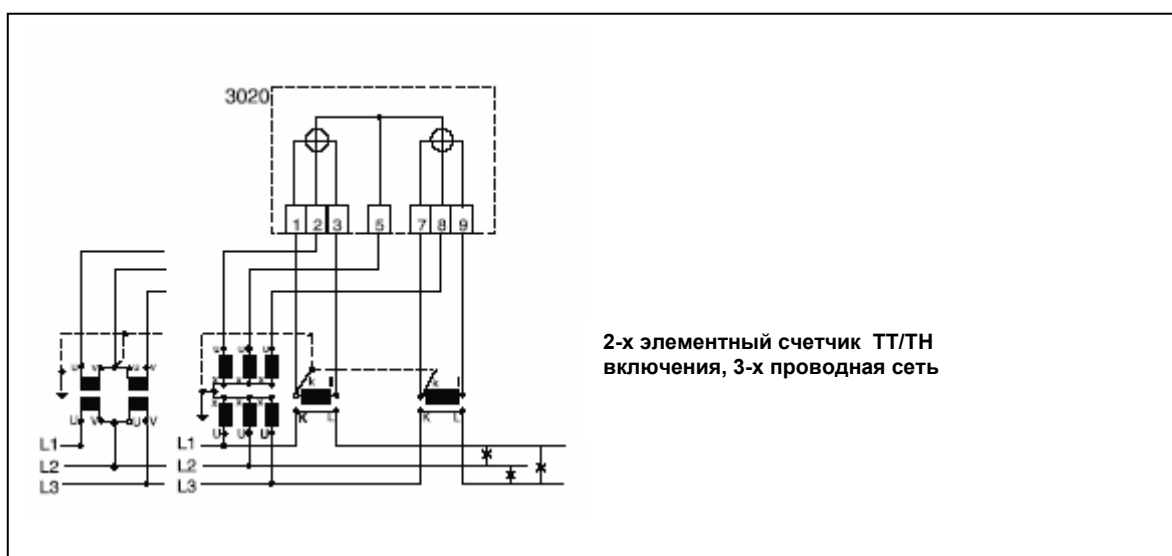 3020
1 2 3 5 7 8 9
2-х элементный счетчик ТТ/ТН
включения, 3-х проводная сеть
u v u v u u u
k l k l
x x x
x x x
U V U V U U U K L K L
L1 L1
L2 L2
L3 L3